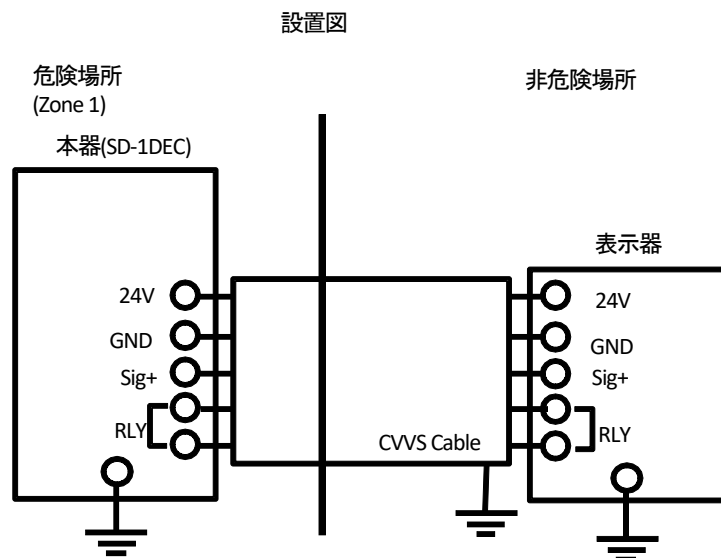 設置図
危険場所
(Zone 1)
非危険場所
本器(SD-1DEC)
表示器
24V
GND
Sig+
RLY
CVVS Cable
24V
GND
Sig+
RLY